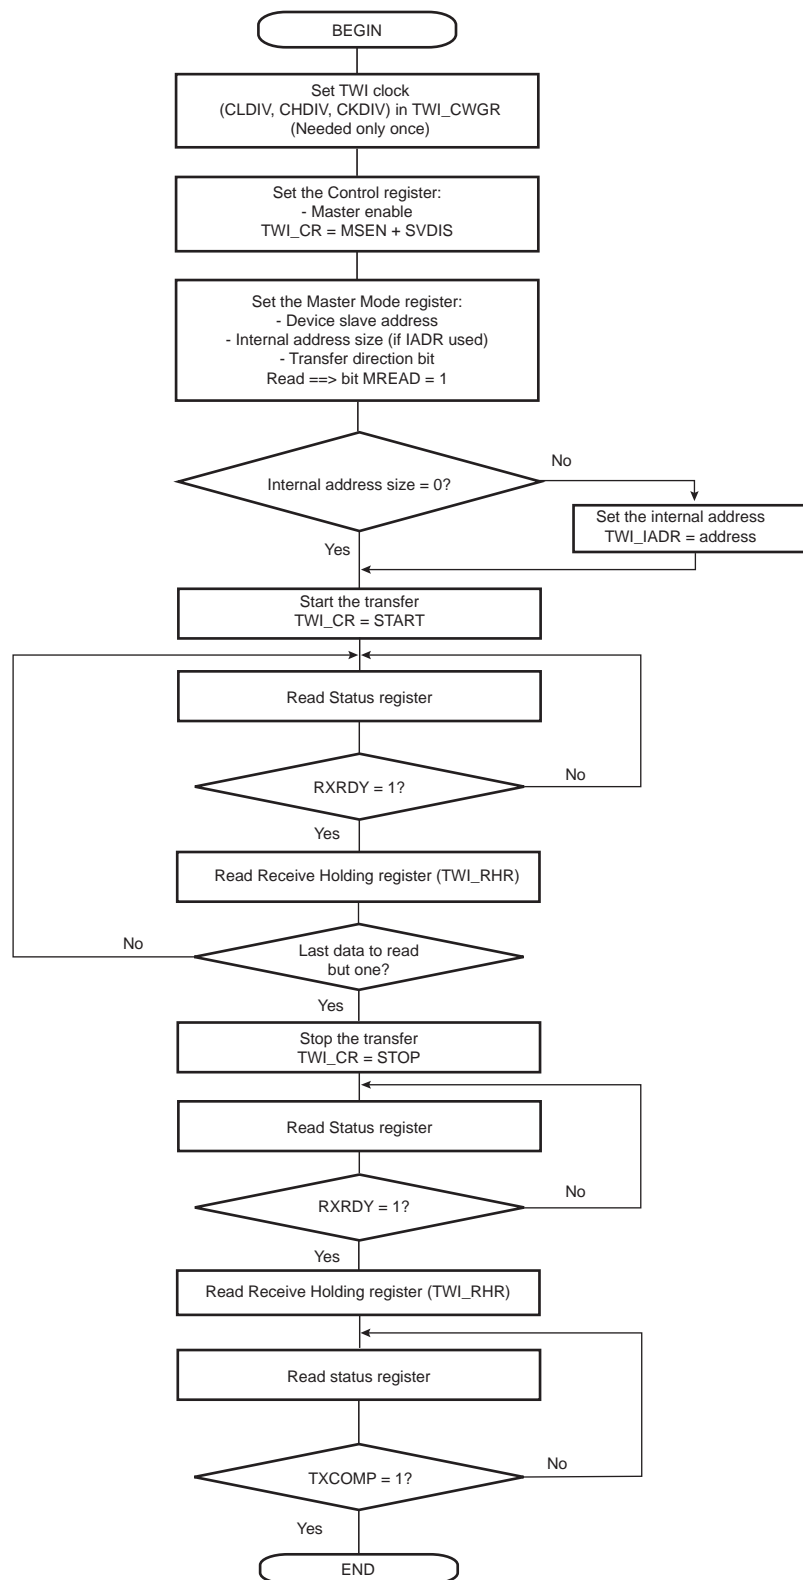 BEGIN
Set TWI clock
(CLDIV, CHDIV, CKDIV) in TWI_CWGR
(Needed only once)
Set the Control register:
- Master enable
TWI_CR = MSEN + SVDIS
Set the Master Mode register:
- Device slave address
- Internal address size (if IADR used)
- Transfer direction bit
Read ==> bit MREAD = 1
Internal address size = 0?
No
Set the internal address
TWI_IADR = address
Yes
Start the transfer
TWI_CR = START
Read Status register
RXRDY = 1?
No
Yes
Read Receive Holding register (TWI_RHR)
Last data to read
but one?
No
Yes
Stop the transfer
TWI_CR = STOP
Read Status register
RXRDY = 1?
No
Yes
Read Receive Holding register (TWI_RHR)
Read status register
TXCOMP = 1?
No
Yes
END